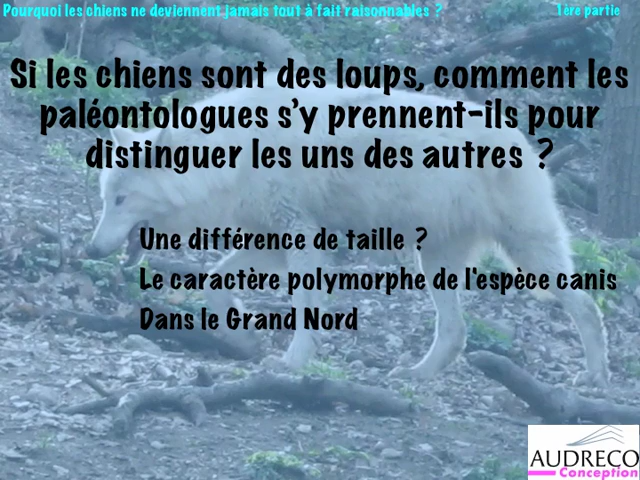 Pourquoi les chiens ne deviennent jamais tout à fait raisonnables ?
1ère partie
Si les chiens sont des loups, comment les
paléontologues s'y prennent-ils pour
distinguer les uns des autres ?
Une différence de taille ?
Le caractère polymorphe de l'espèce canis
Dans le Grand Nord
AUDRECO
Conception